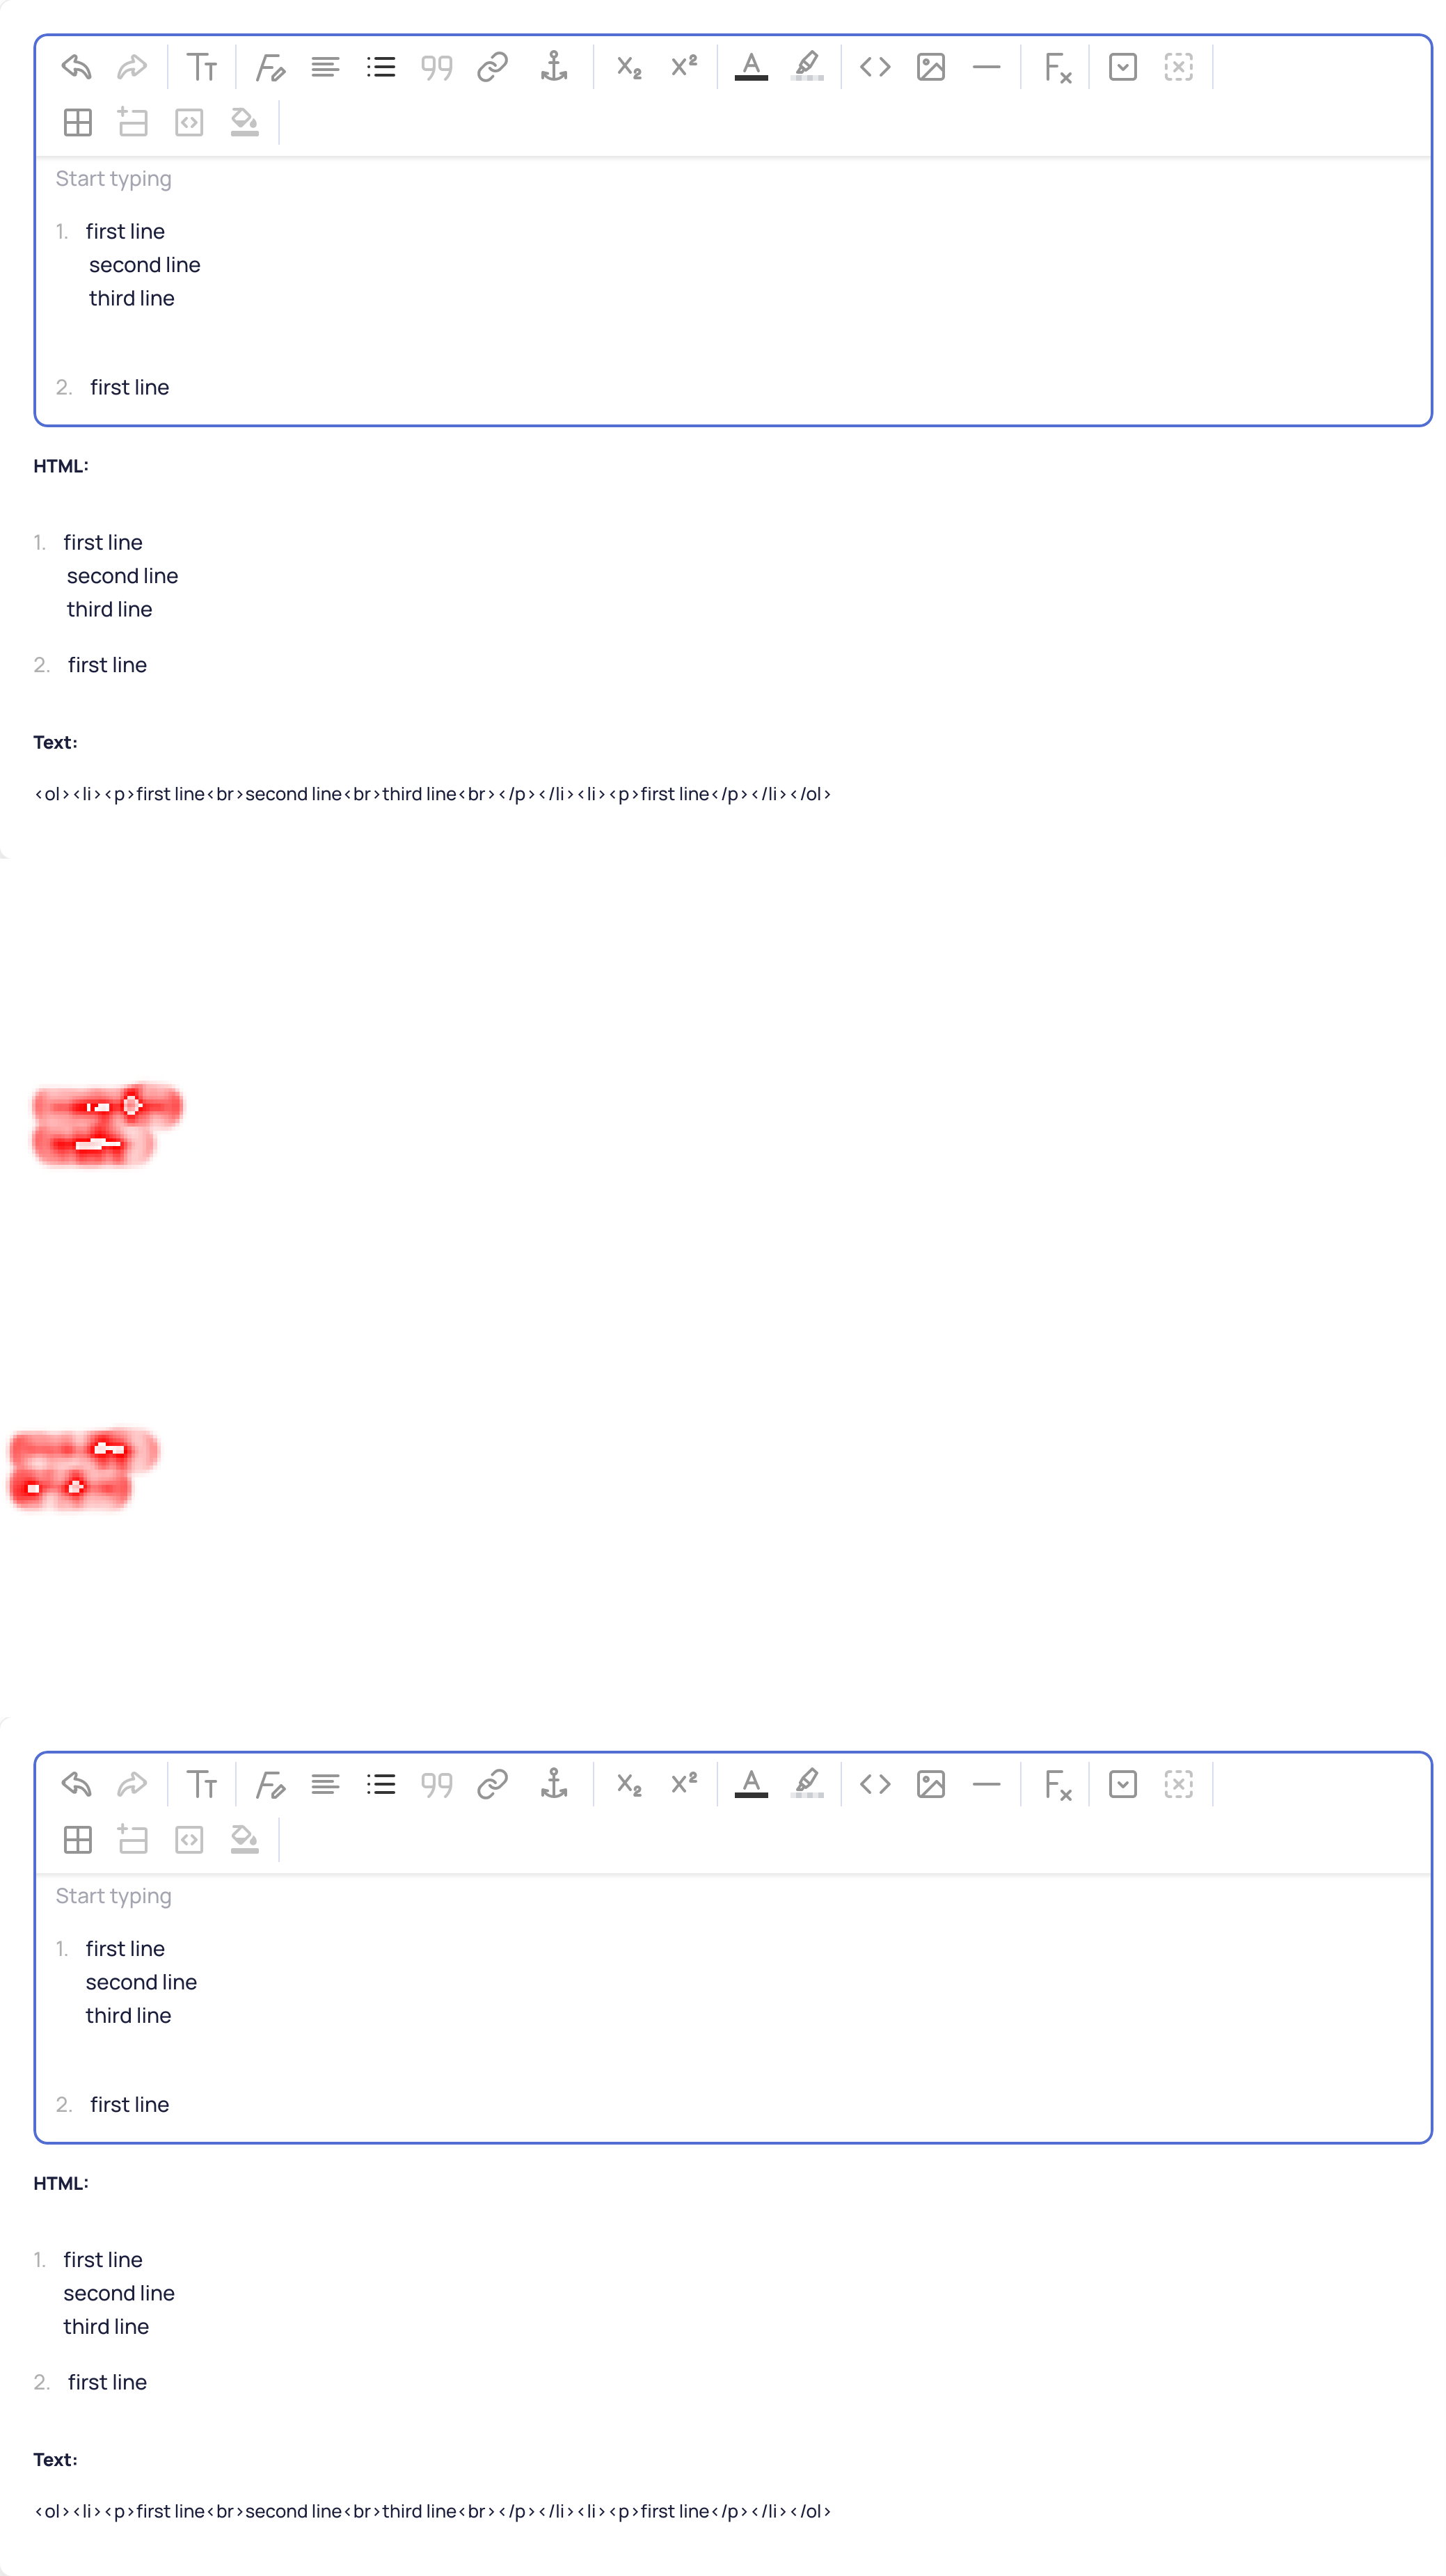 Start typing
1. first line
second line
third line
2. first line
HTML:
1. first line
second line
third line
2. first line
Text:
<ol><li><p>first line<br>second line<br>third line<br></p></li><li><p>first line</p></li></ol>
Start typing
1. first line
second line
third line
2. first line
HTML:
1. first line
second line
third line
2. first line
Text:
<ol><li><p>first line<br>second line<br>third line<br></p></li><li><p>first line</p></li></ol>